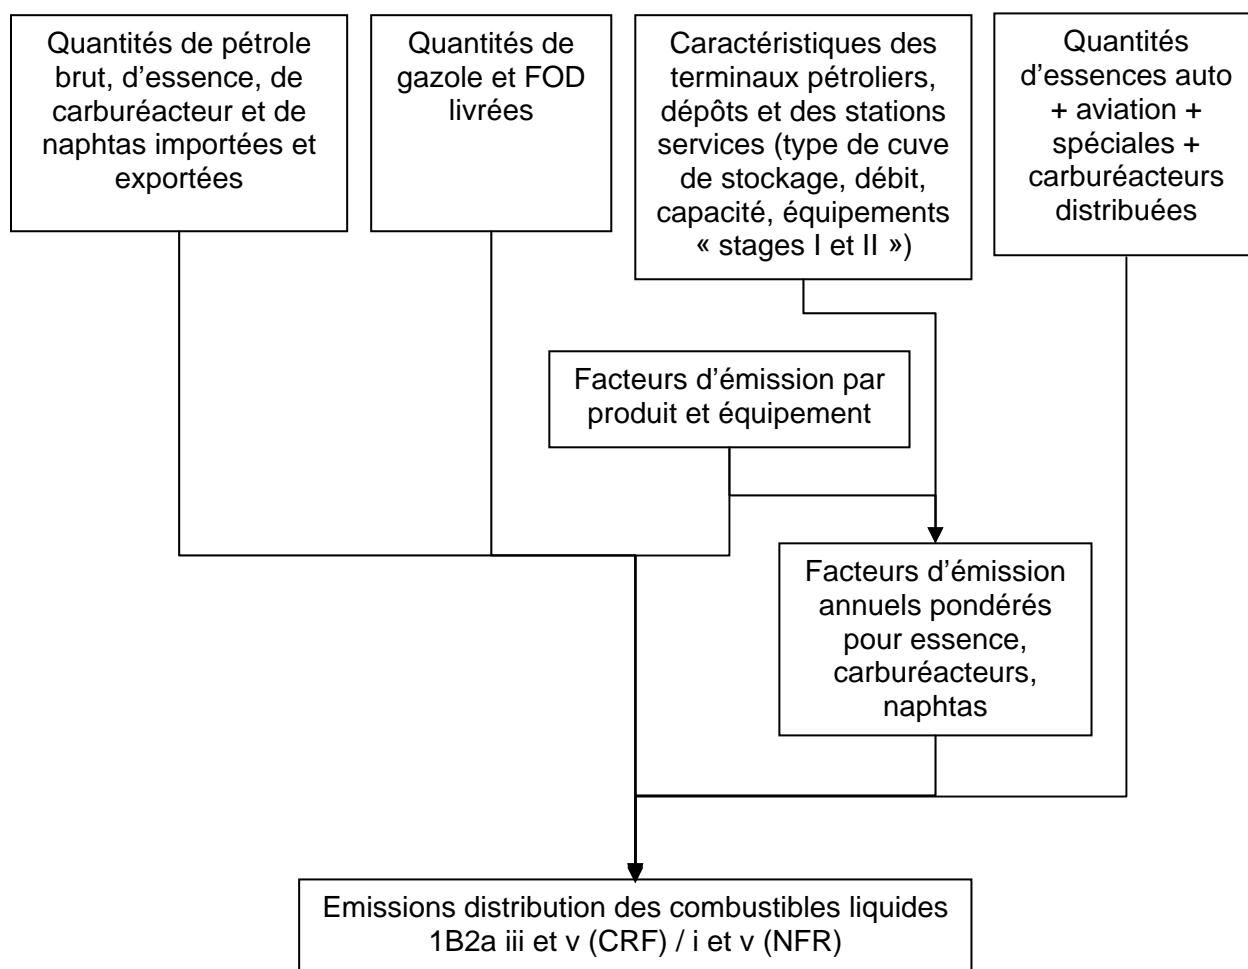 Quantités de pétrole
brut, d’essence, de
carburéacteur et de
naphtas importées et
exportées
Quantités de
gazole et FOD
livrées
Caractéristiques des
terminaux pétroliers,
dépôts et des stations
services (type de cuve
de stockage, débit,
capacité, équipements
« stages I et II »)
Quantités
d’essences auto
+ aviation +
spéciales +
carburéacteurs
distribuées
Facteurs d’émission par
produit et équipement
Facteurs d’émission
annuels pondérés
pour essence,
carburéacteurs,
naphtas
Emissions distribution des combustibles liquides
1B2a iii et v (CRF) / i et v (NFR)